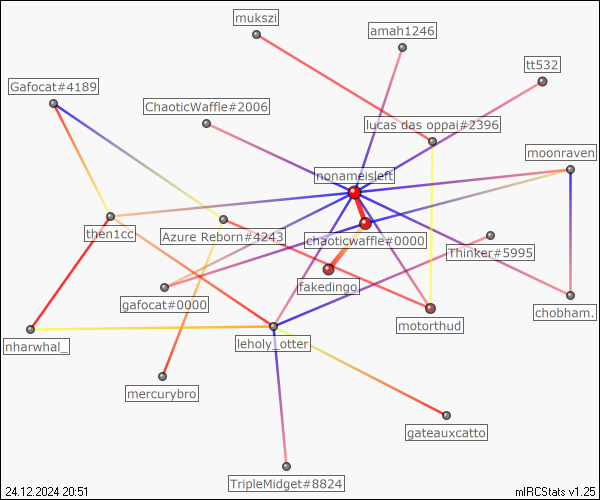 mukszi
amah1246
tt532
Gafocat#4189
ChaoticWaffle#2006
lucas das oppai#2396
moonraven
nonameisleft
then1cc
Azure Reborn#4243
chaoticwaffle#0000
Thinker#5995
fakedingo
gafocat#0000
chobham.
motorthud
nharwhal_
leholy_otter
mercurybro
gateauxcatto
TripleMidget#8824
24.12.2024 20:51
mIRCStats v1.25